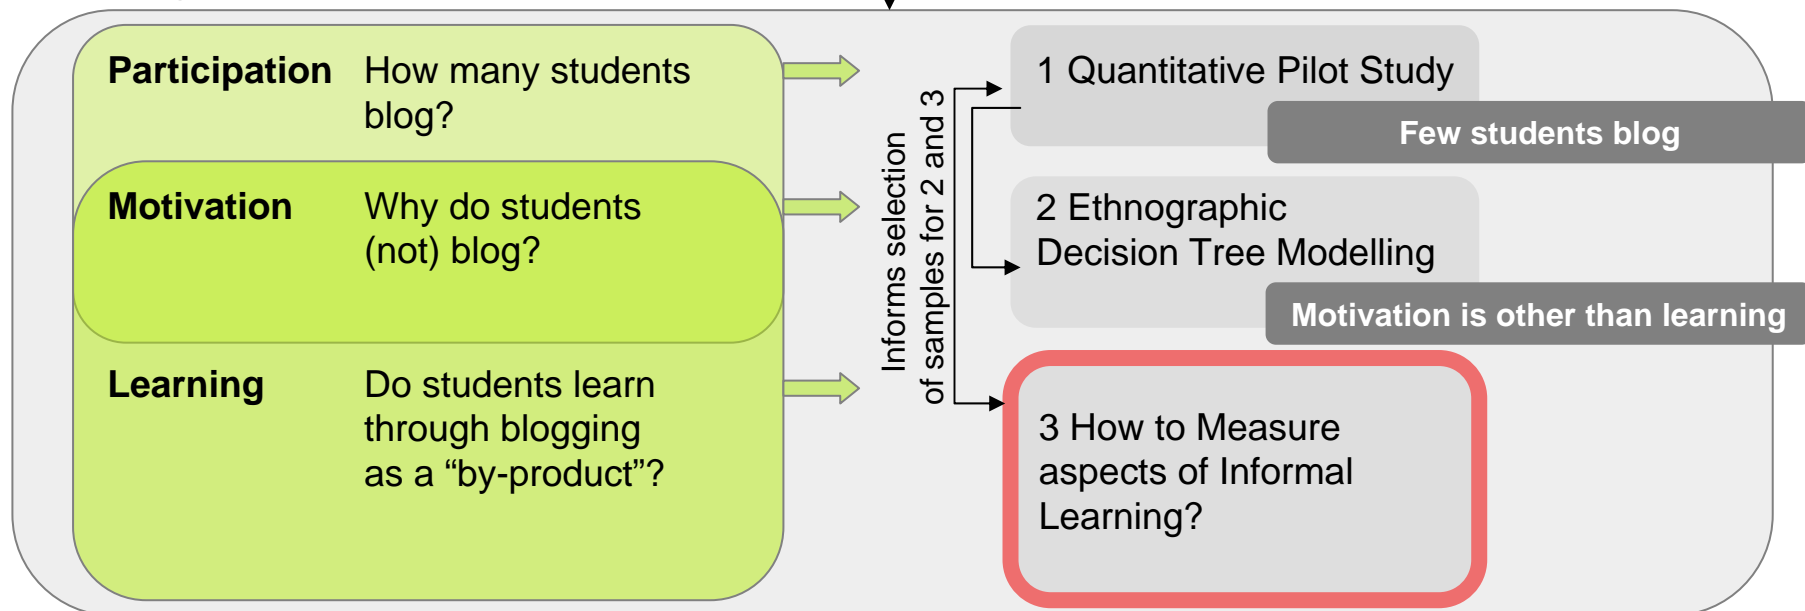 Participation How many students
blog?
Motivation Why do students
(not) blog?
Learning Do students learn
through blogging
as a “by-product”?
Informs selection
of samples for 2 and 3
1 Quantitative Pilot Study
Few students blog
2 Ethnographic
Decision Tree Modelling
Motivation is other than learning
3 How to Measure
aspects of Informal
Learning?